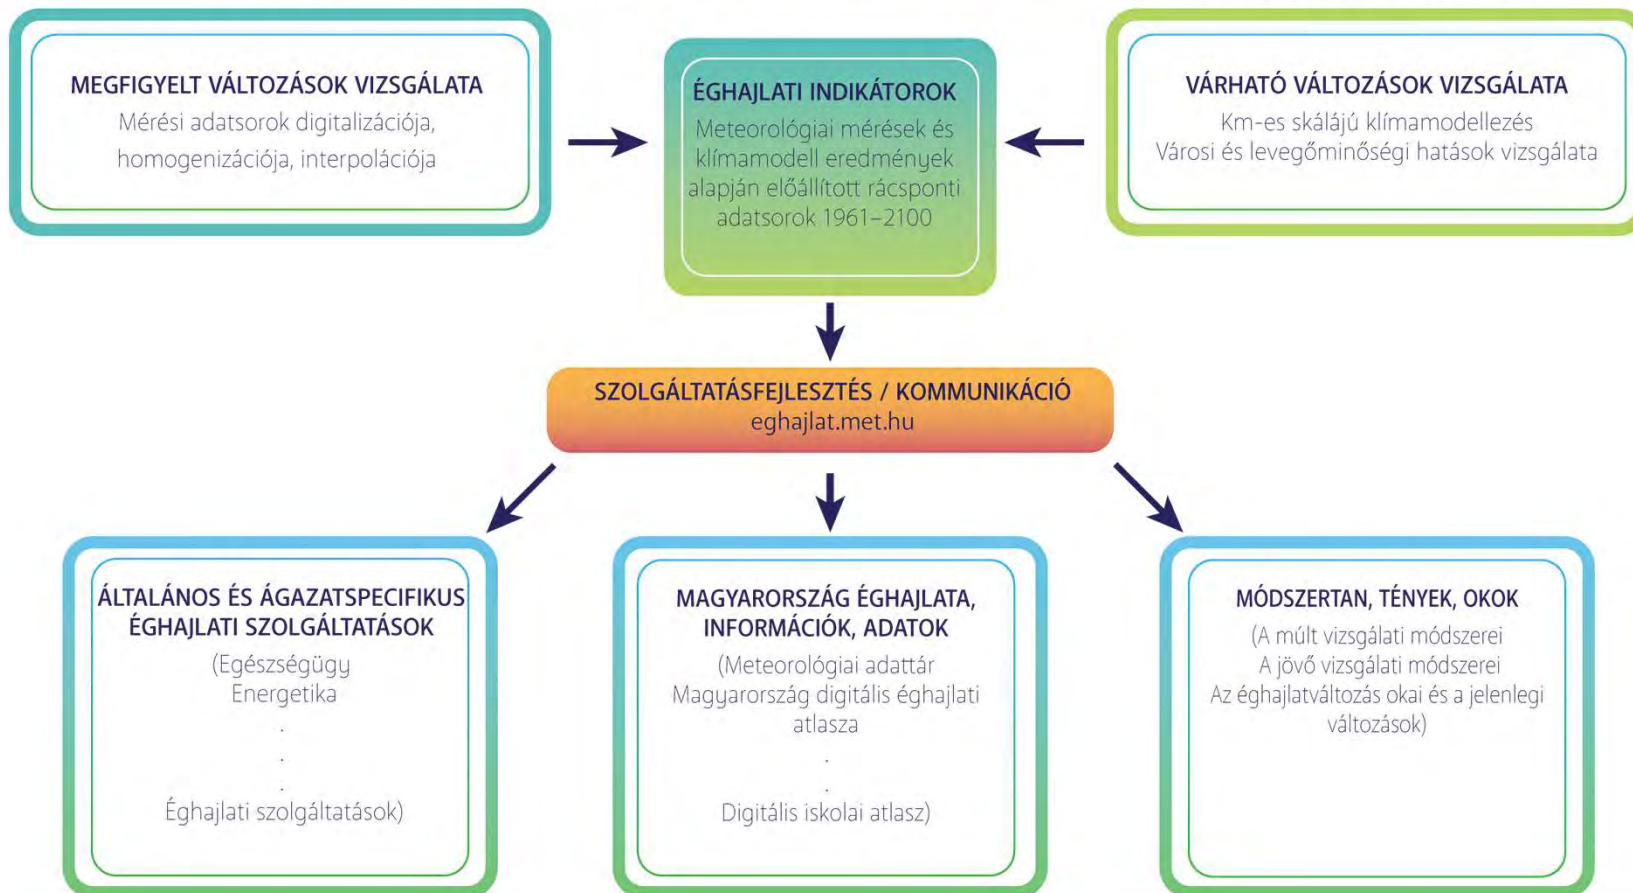 MEGFIGYELT VÁLTOZÁSOK VIZSGÁLATA
Mérési adatsorok digitalizációja,
homogenizációja, interpolációja
ÉGHAJLATI INDIKÁTOROK
Meteorológiai mérések és
klímamodell eredmények
alapján előállított rácsponti
adatsorok 1961–2100
VÁRHATÓ VÁLTOZÁSOK VIZSGÁLATA
Km-es skálájú klímamodellezés
Városi és levegőminőségi hatások vizsgálata
SZOLGÁLTATÁSFEJLESZTÉS / KOMMUNIKÁCIÓ
eghajlat.met.hu
ÁLTALÁNOS ÉS ÁGAZATSPECIFIKUS
ÉGHAJLATI SZOLGÁLTATÁSOK
(Egészségügy
Energetika
.
.
.
Éghajlati szolgáltatások)
MAGYARORSZÁG ÉGHAJLATA,
INFORMÁCIÓK, ADATOK
(Meteorológiai adattár
Magyarország digitális éghajlati
atlasza
.
.
Digitális iskolai atlasz)
MÓDSZERTAN, TÉNYEK, OKOK
(A múlt vizsgálati módszerei
A jövő vizsgálati módszerei
Az éghajlatváltozás okai és a jelenlegi
változások)